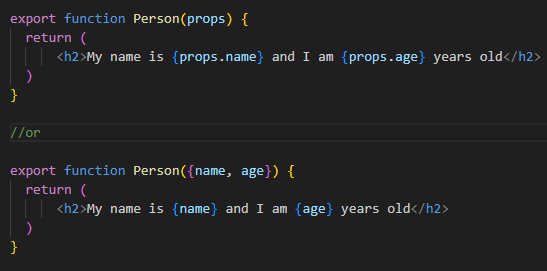 export function Person(props) {
return (
<h2>My name is {props.name} and I am {props.age} years old</h2>
)
}
//or
export function Person({name, age}) {
return (
<h2>My name is {name} and I am {age} years old</h2>
)
}